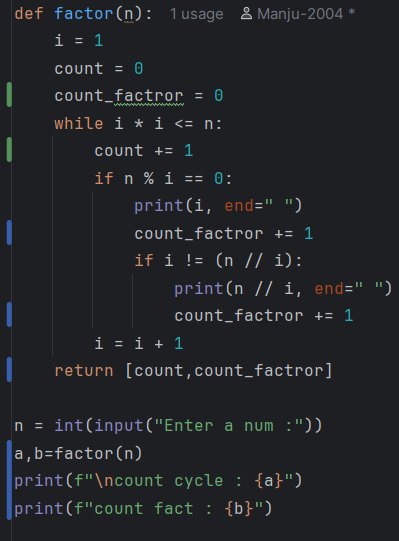 def factor(n): 1 usage Manju-2004 *
    i = 1
    count = 0
    count_factror = 0
    while i * i <= n:
        count += 1
        if n % i == 0:
            print(i, end=" ")
            count_factror += 1
            if i != (n // i):
                print(n // i, end=" ")
                count_factror += 1
        i = i + 1
    return [count,count_factror]

n = int(input("Enter a num :"))
a,b=factor(n)
print(f"\ncount cycle : {a}")
print(f"count fact : {b}")